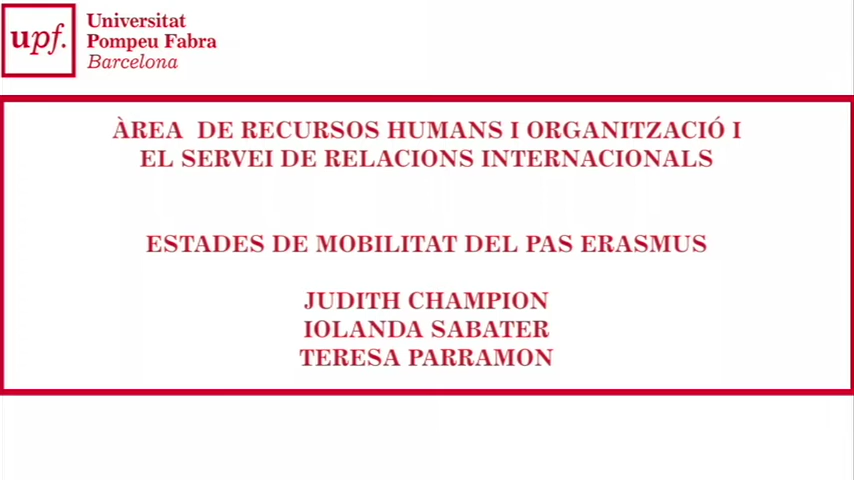 upf.
Universitat
Pompeu Fabra
Barcelona
ÀREA DE RECURSOS HUMANS I ORGANITZACIÓ I
EL SERVEI DE RELACIONS INTERNACIONALS
ESTADES DE MOBILITAT DEL PAS ERASMUS
JUDITH CHAMPION
IOLANDA SABATER
TERESA PARRAMON